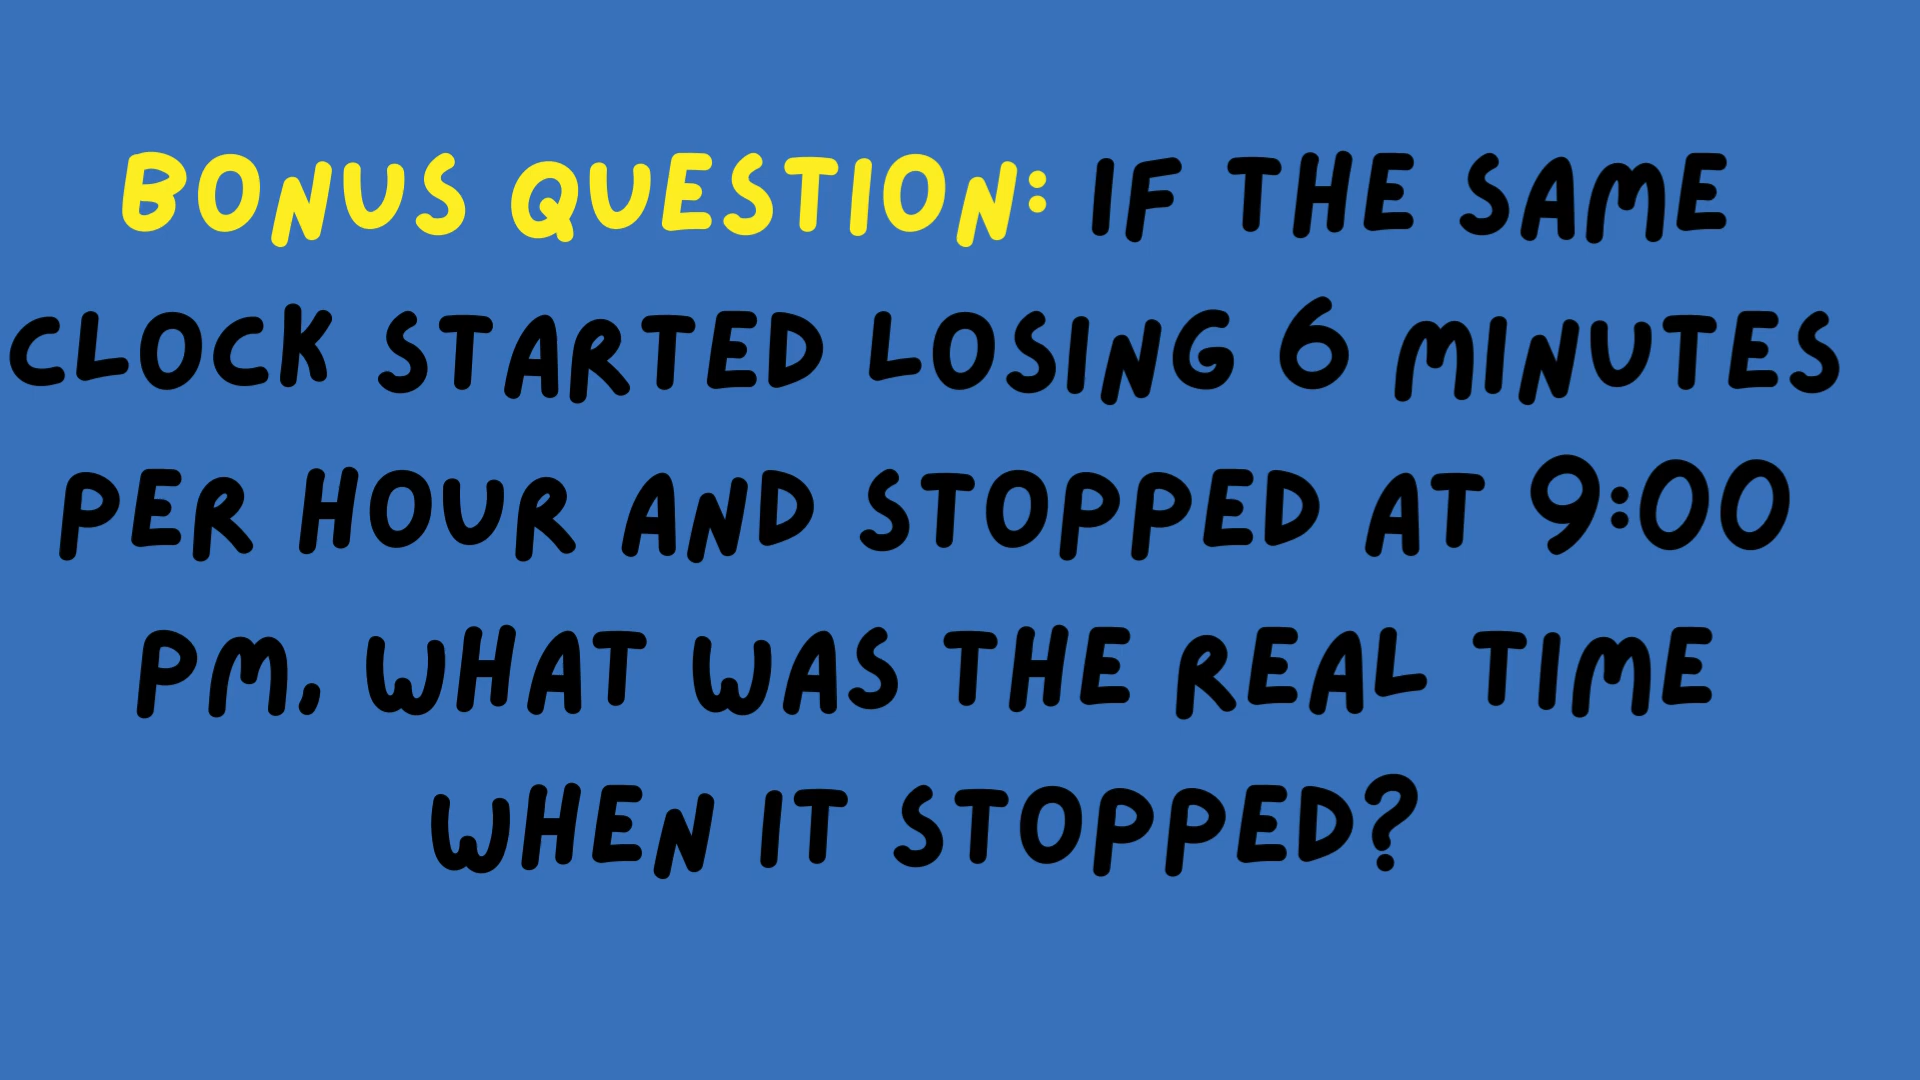 BONUS QUESTION: IF THE SAME
CLOCK STARTED LOSING 6 MINUTES
PER HOUR AND STOPPED AT 9:00
PM, WHAT WAS THE REAL TIME
WHEN IT STOPPED?